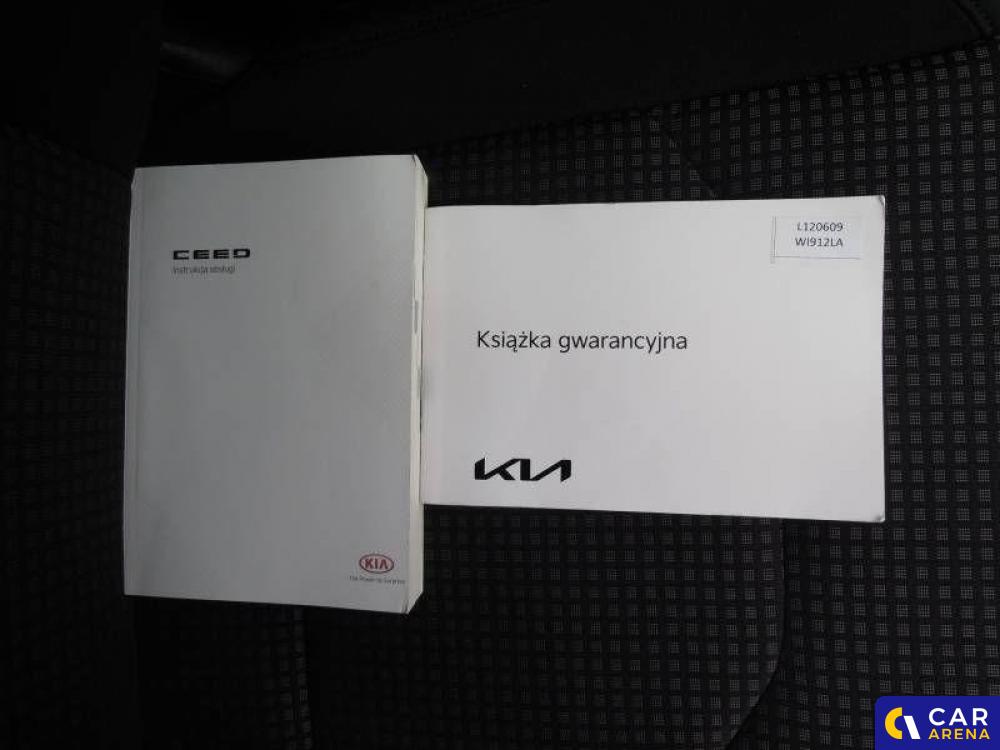 CEED
Instrukcja obsługi
KIA
The Power to Surprise
L120609
WI912LA
Książka gwarancyjna
KIA
CAR
ARENA